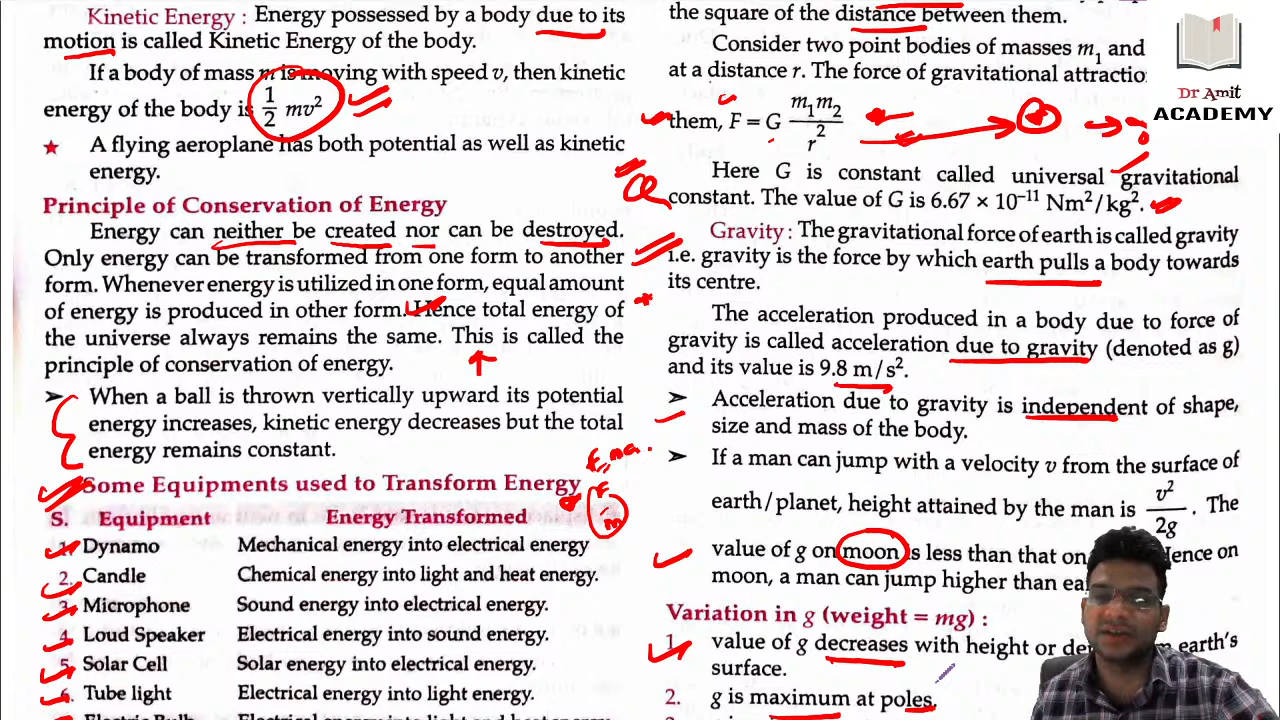 Kinetic Energy : Energy possessed by a body due to its
motion is called Kinetic Energy of the body.
If a body of mass m is moving with speed v, then kinetic
energy of the body is 1/2 mv²
★ A flying aeroplane has both potential as well as kinetic
energy.
Principle of Conservation of Energy
Energy can neither be created nor can be destroyed.
Only energy can be transformed from one form to another
form. Whenever energy is utilized in one form, equal amount
of energy is produced in other form. Hence total energy of
the universe always remains the same. This is called the
principle of conservation of energy.
➤ When a ball is thrown vertically upward its potential
energy increases, kinetic energy decreases but the total
energy remains constant.
Some Equipments used to Transform Energy
S. Equipment Energy Transformed
1. Dynamo Mechanical energy into electrical energy
2. Candle Chemical energy into light and heat energy.
3. Microphone Sound energy into electrical energy.
4. Loud Speaker Electrical energy into sound energy.
5. Solar Cell Solar energy into electrical energy.
6. Tube light Electrical energy into light energy.
the square of the distance between them.
Consider two point bodies of masses m₁ and
at a distance r. The force of gravitational
them, F = G m₁m₂/r²
Here G is constant called universal gravitational
constant. The value of G is 6.67 × 10⁻¹¹ Nm²/kg².
Gravity : The gravitational force of earth is called gravity
i.e. gravity is the force by which earth pulls a body towards
its centre.
The acceleration produced in a body due to force of
gravity is called acceleration due to gravity (denoted as g)
and its value is 9.8 m/s².
➤ Acceleration due to gravity is independent of shape,
size and mass of the body.
➤ If a man can jump with a velocity v from the surface of
earth/planet, height attained by the man is v²/2g. The
value of g on moon is less than that on on
moon, a man can jump higher than
Variation in g (weight = mg) :
1. value of g decreases with height or earth's
surface.
2. g is maximum at poles.
Dr Amit
ACADEMY